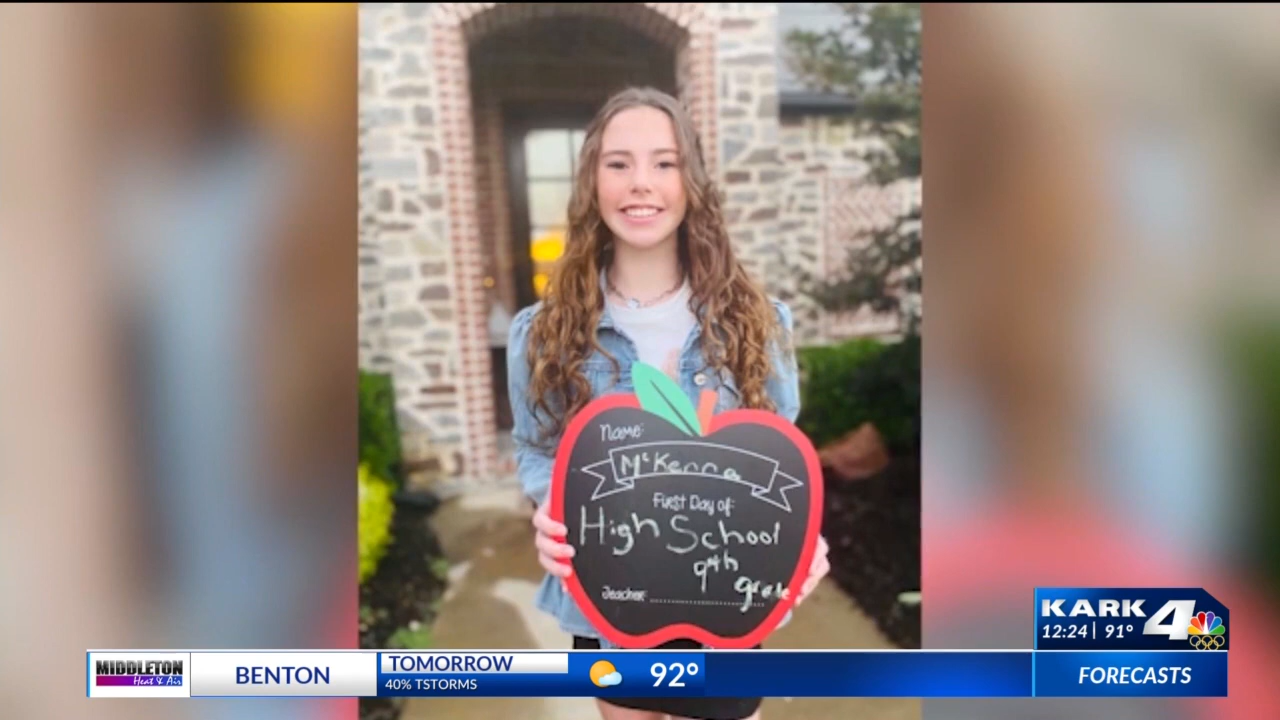 Name:
McKenna
First Day of:
High School
9th
grade
Teacher:
KARK 4
12:24 | 91°
MIDDLETON
Heat & Air
BENTON
TOMORROW
40% TSTORMS
92°
FORECASTS